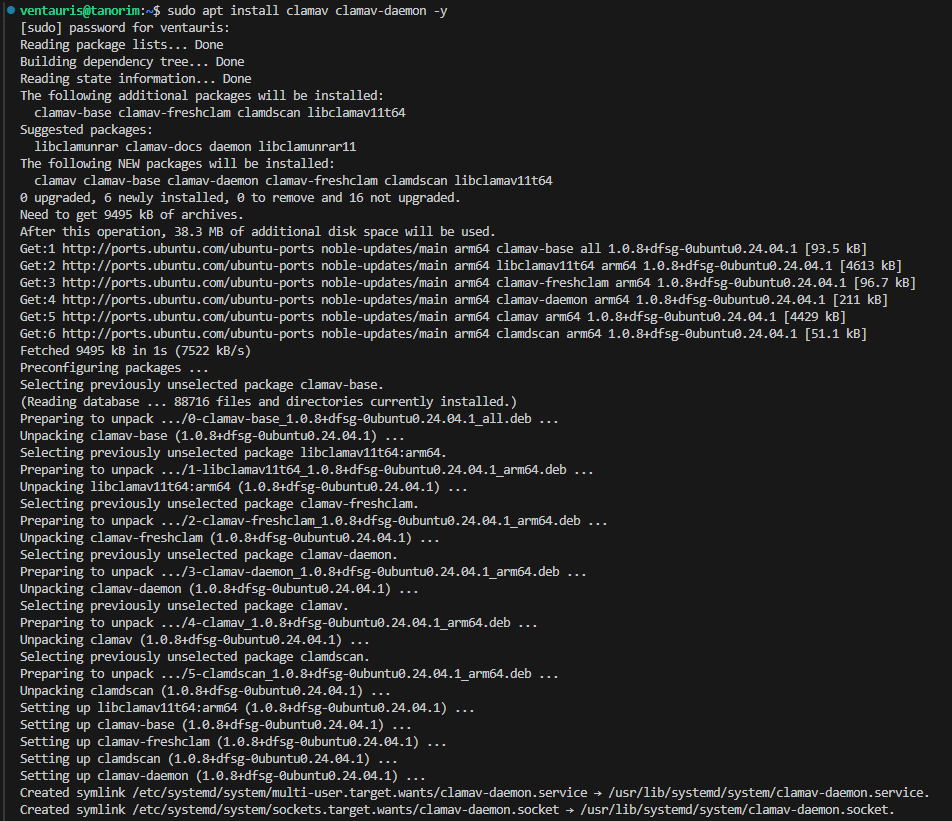 ventauris@tanorim:~$ sudo apt install clamav clamav-daemon -y
[sudo] password for ventauris:
Reading package lists... Done
Building dependency tree... Done
Reading state information... Done
The following additional packages will be installed:
  clamav-base clamav-freshclam clamdscan libclamav11t64
Suggested packages:
  libclamunrar clamav-docs daemon libclamunrar11
The following NEW packages will be installed:
  clamav clamav-base clamav-daemon clamav-freshclam clamdscan libclamav11t64
0 upgraded, 6 newly installed, 0 to remove and 16 not upgraded.
Need to get 9495 kB of archives.
After this operation, 38.3 MB of additional disk space will be used.
Get:1 http://ports.ubuntu.com/ubuntu-ports noble-updates/main arm64 clamav-base all 1.0.8+dfsg-0ubuntu0.24.04.1 [93.5 kB]
Get:2 http://ports.ubuntu.com/ubuntu-ports noble-updates/main arm64 libclamav11t64 arm64 1.0.8+dfsg-0ubuntu0.24.04.1 [4613 kB]
Get:3 http://ports.ubuntu.com/ubuntu-ports noble-updates/main arm64 clamav-freshclam arm64 1.0.8+dfsg-0ubuntu0.24.04.1 [96.7 kB]
Get:4 http://ports.ubuntu.com/ubuntu-ports noble-updates/main arm64 clamav-daemon arm64 1.0.8+dfsg-0ubuntu0.24.04.1 [211 kB]
Get:5 http://ports.ubuntu.com/ubuntu-ports noble-updates/main arm64 clamav arm64 1.0.8+dfsg-0ubuntu0.24.04.1 [4429 kB]
Get:6 http://ports.ubuntu.com/ubuntu-ports noble-updates/main arm64 clamdscan arm64 1.0.8+dfsg-0ubuntu0.24.04.1 [51.1 kB]
Fetched 9495 kB in 1s (7522 kB/s)
Preconfiguring packages ...
Selecting previously unselected package clamav-base.
(Reading database ... 88716 files and directories currently installed.)
Preparing to unpack .../0-clamav-base_1.0.8+dfsg-0ubuntu0.24.04.1_all.deb ...
Unpacking clamav-base (1.0.8+dfsg-0ubuntu0.24.04.1) ...
Selecting previously unselected package libclamav11t64:arm64.
Preparing to unpack .../1-libclamav11t64_1.0.8+dfsg-0ubuntu0.24.04.1_arm64.deb ...
Unpacking libclamav11t64:arm64 (1.0.8+dfsg-0ubuntu0.24.04.1) ...
Selecting previously unselected package clamav-freshclam.
Preparing to unpack .../2-clamav-freshclam_1.0.8+dfsg-0ubuntu0.24.04.1_arm64.deb ...
Unpacking clamav-freshclam (1.0.8+dfsg-0ubuntu0.24.04.1) ...
Selecting previously unselected package clamav-daemon.
Preparing to unpack .../3-clamav-daemon_1.0.8+dfsg-0ubuntu0.24.04.1_arm64.deb ...
Unpacking clamav-daemon (1.0.8+dfsg-0ubuntu0.24.04.1) ...
Selecting previously unselected package clamav.
Preparing to unpack .../4-clamav_1.0.8+dfsg-0ubuntu0.24.04.1_arm64.deb ...
Unpacking clamav (1.0.8+dfsg-0ubuntu0.24.04.1) ...
Selecting previously unselected package clamdscan.
Preparing to unpack .../5-clamdscan_1.0.8+dfsg-0ubuntu0.24.04.1_arm64.deb ...
Unpacking clamdscan (1.0.8+dfsg-0ubuntu0.24.04.1) ...
Setting up libclamav11t64:arm64 (1.0.8+dfsg-0ubuntu0.24.04.1) ...
Setting up clamav-base (1.0.8+dfsg-0ubuntu0.24.04.1) ...
Setting up clamav-freshclam (1.0.8+dfsg-0ubuntu0.24.04.1) ...
Setting up clamdscan (1.0.8+dfsg-0ubuntu0.24.04.1) ...
Setting up clamav-daemon (1.0.8+dfsg-0ubuntu0.24.04.1) ...
Created symlink /etc/systemd/system/multi-user.target.wants/clamav-daemon.service → /usr/lib/systemd/system/clamav-daemon.service.
Created symlink /etc/systemd/system/sockets.target.wants/clamav-daemon.socket → /usr/lib/systemd/system/clamav-daemon.socket.